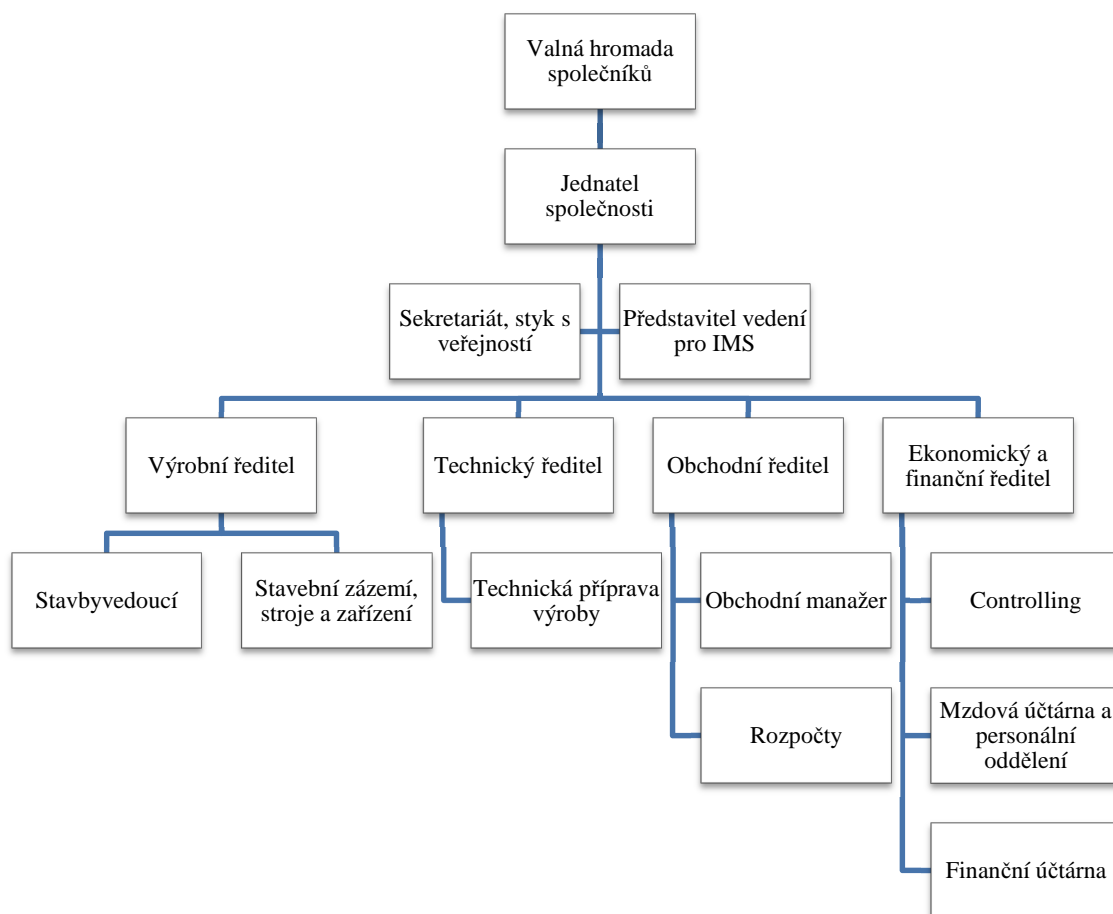 Valná hromada
společníků
Jednatel
společnosti
Sekretariát, styk s
veřejností
Představitel vedení
pro IMS
Výrobní ředitel
Technický ředitel
Obchodní ředitel
Ekonomický a
finanční ředitel
Stavbyvedoucí
Stavební zázemí,
stroje a zařízení
Technická příprava
výroby
Obchodní manažer
Controlling
Rozpočty
Mzdová účtárna a
personální
oddělení
Finanční účtárna